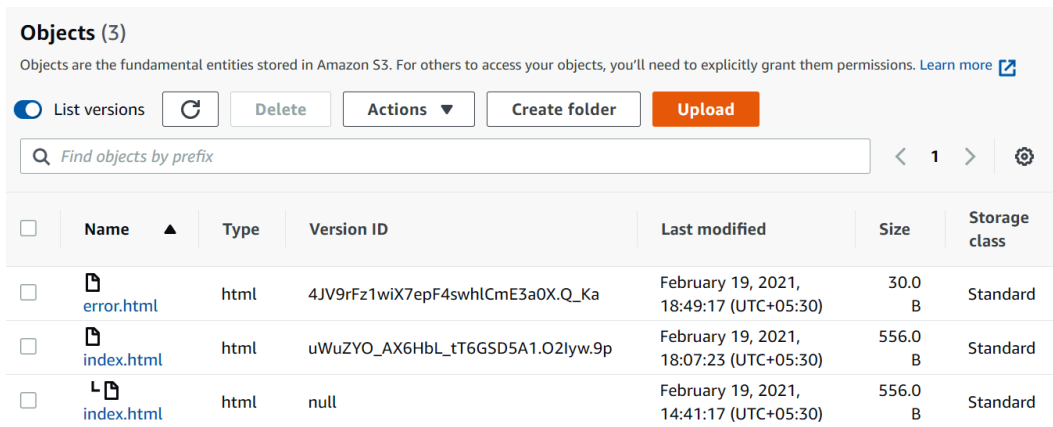 Objects (3)
Objects are the fundamental entities stored in Amazon S3. For others to access your objects, you'll need to explicitly grant them permissions. Learn more
List versions Delete Actions Create folder Upload
Find objects by prefix 1
Name Type Version ID Last modified Size Storage class
error.html html 4JV9rFz1wiX7epF4swhlCmE3a0X.Q_Ka February 19, 2021, 18:49:17 (UTC+05:30) 30.0 B Standard
index.html html uWuZYO_AX6HbL_tT6GSD5A1.O2Iyw.9p February 19, 2021, 18:07:23 (UTC+05:30) 556.0 B Standard
index.html html null February 19, 2021, 14:41:17 (UTC+05:30) 556.0 B Standard